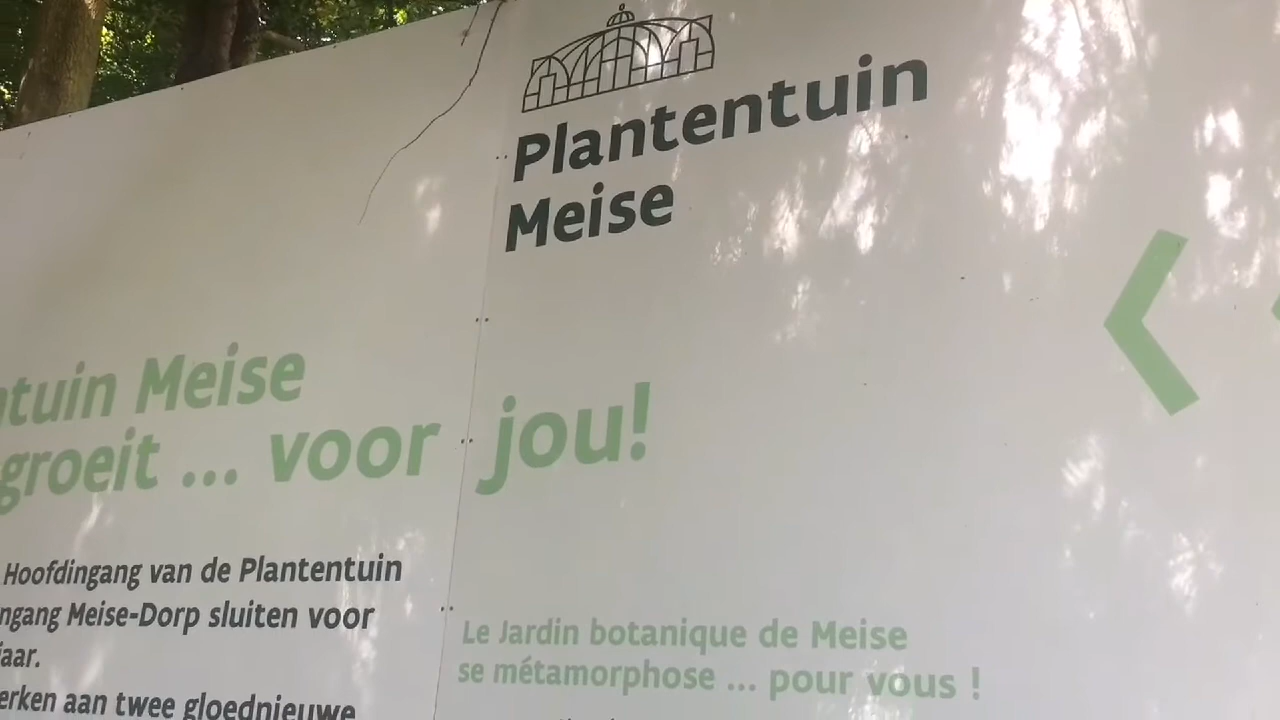 Plantentuin
Meise
ntuin Meise
groeit ... voor jou!
Hoofdingang van de Plantentuin
ngang Meise-Dorp sluiten voor
jaar.
erken aan twee gloednieuwe
Le Jardin botanique de Meise
se métamorphose ... pour vous !